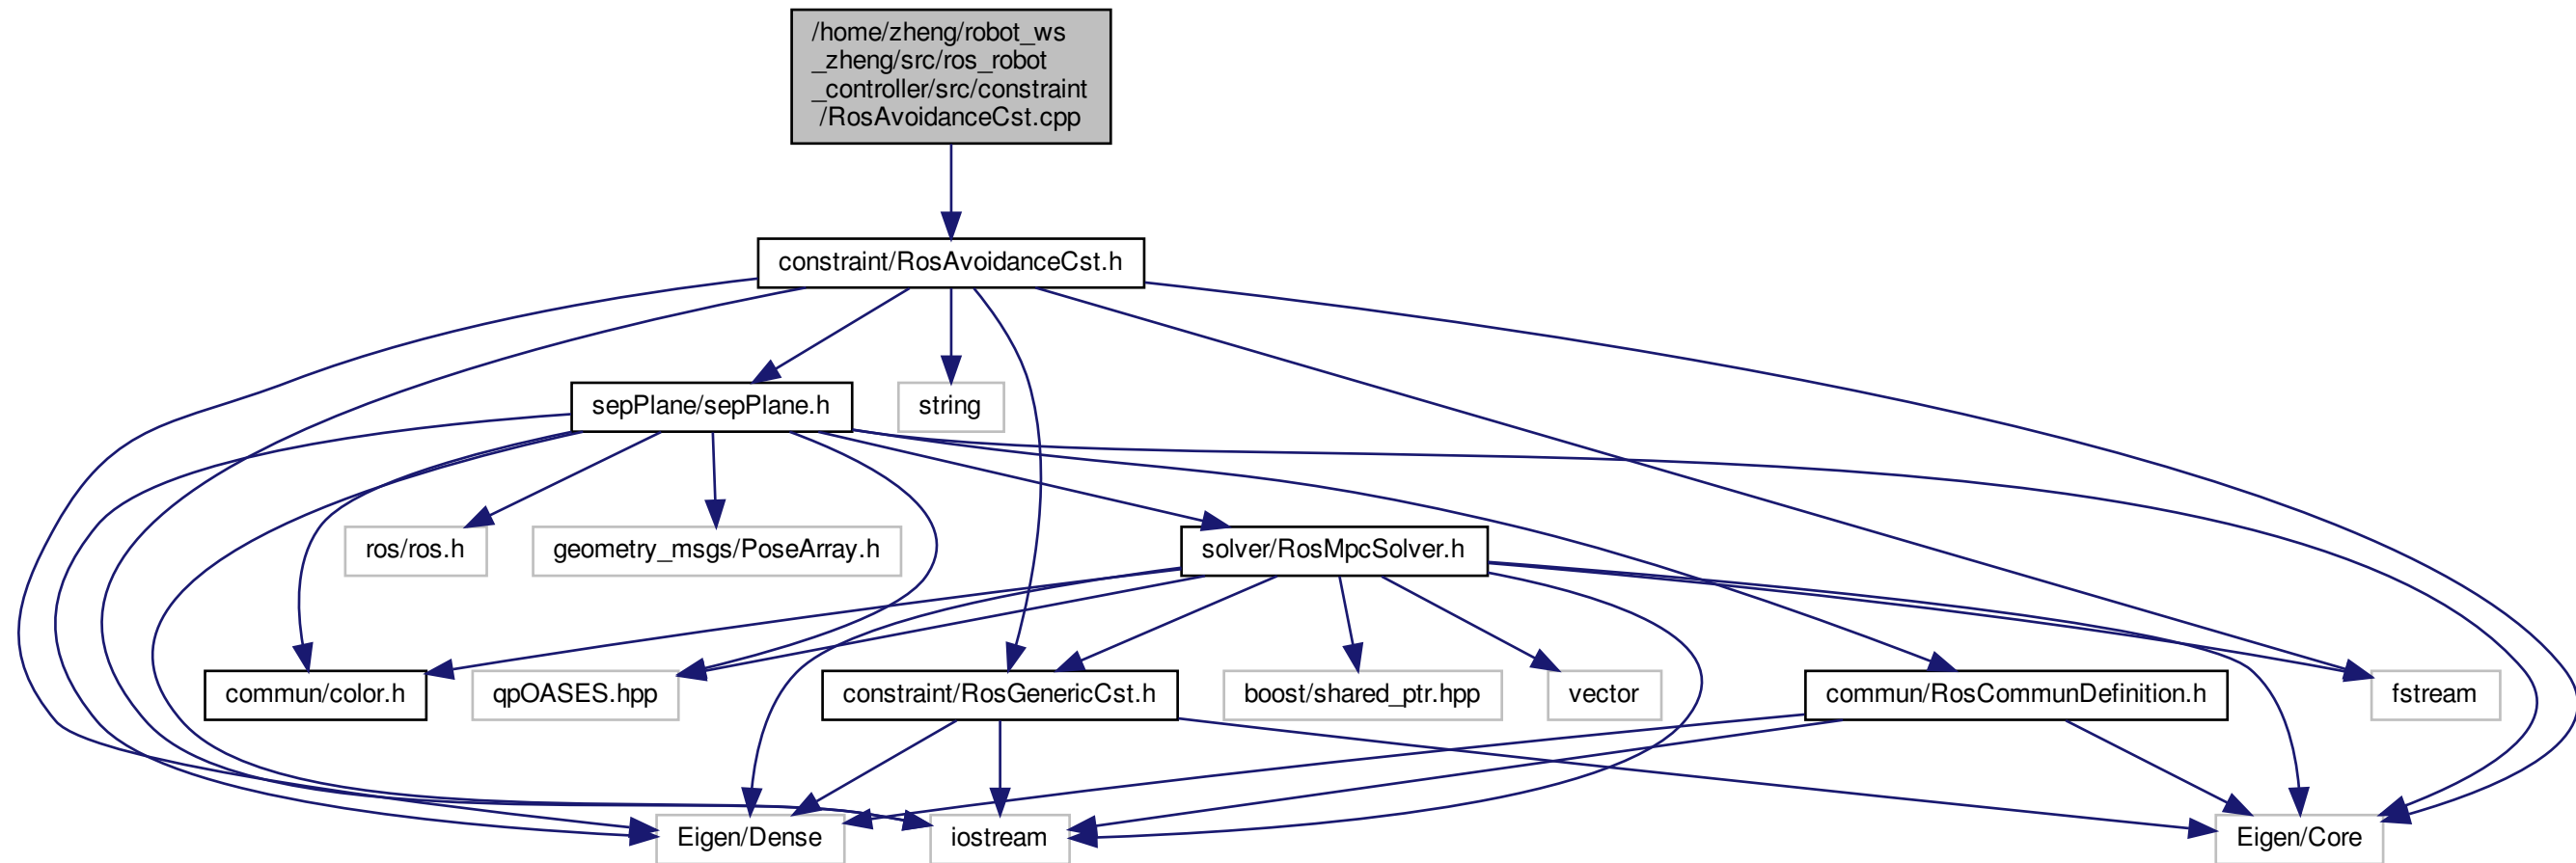 /home/zheng/robot_ws
_zheng/src/ros_robot
_controller/src/constraint
/RosAvoidanceCst.cpp
constraint/RosAvoidanceCst.h
sepPlane/sepPlane.h
string
ros/ros.h
geometry_msgs/PoseArray.h
solver/RosMpcSolver.h
commun/color.h
qpOASES.hpp
constraint/RosGenericCst.h
boost/shared_ptr.hpp
vector
commun/RosCommunDefinition.h
fstream
Eigen/Dense
iostream
Eigen/Core